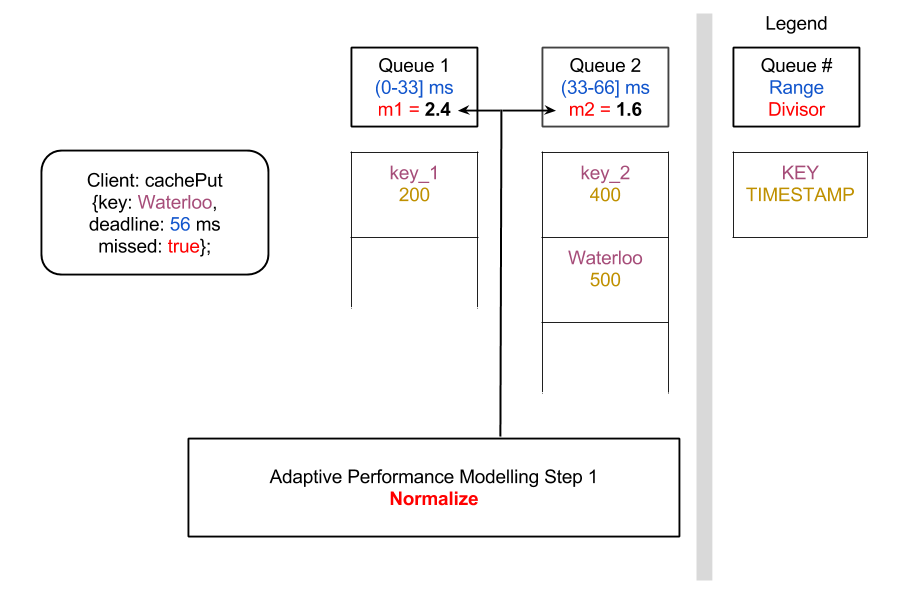 Legend
Queue 1
(0-33] ms
m1 = 2.4
Queue 2
(33-66] ms
m2 = 1.6
Queue #
Range
Divisor
Client: cachePut
{key: Waterloo,
deadline: 56 ms
missed: true};
key_1
200
key_2
400
Waterloo
500
KEY
TIMESTAMP
Adaptive Performance Modelling Step 1
Normalize